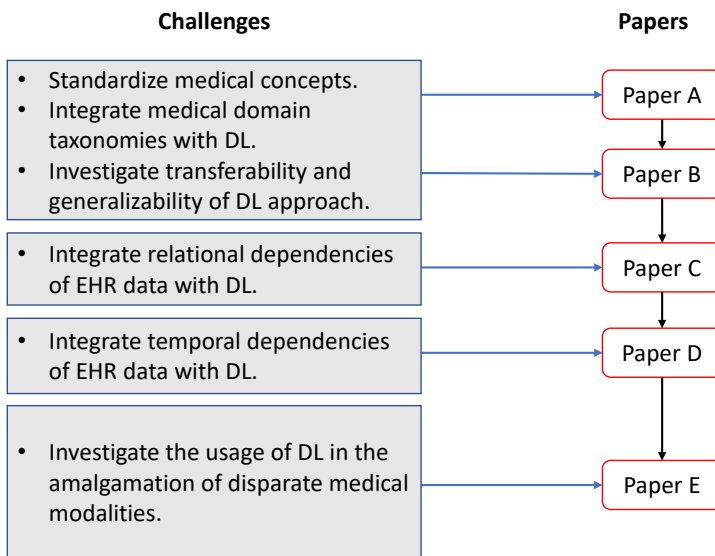 Challenges
Papers
• Standardize medical concepts.
• Integrate medical domain
taxonomies with DL.
• Investigate transferability and
generalizability of DL approach.
Paper A
Paper B
• Integrate relational dependencies
of EHR data with DL.
Paper C
• Integrate temporal dependencies
of EHR data with DL.
Paper D
• Investigate the usage of DL in the
amalgamation of disparate medical
modalities.
Paper E